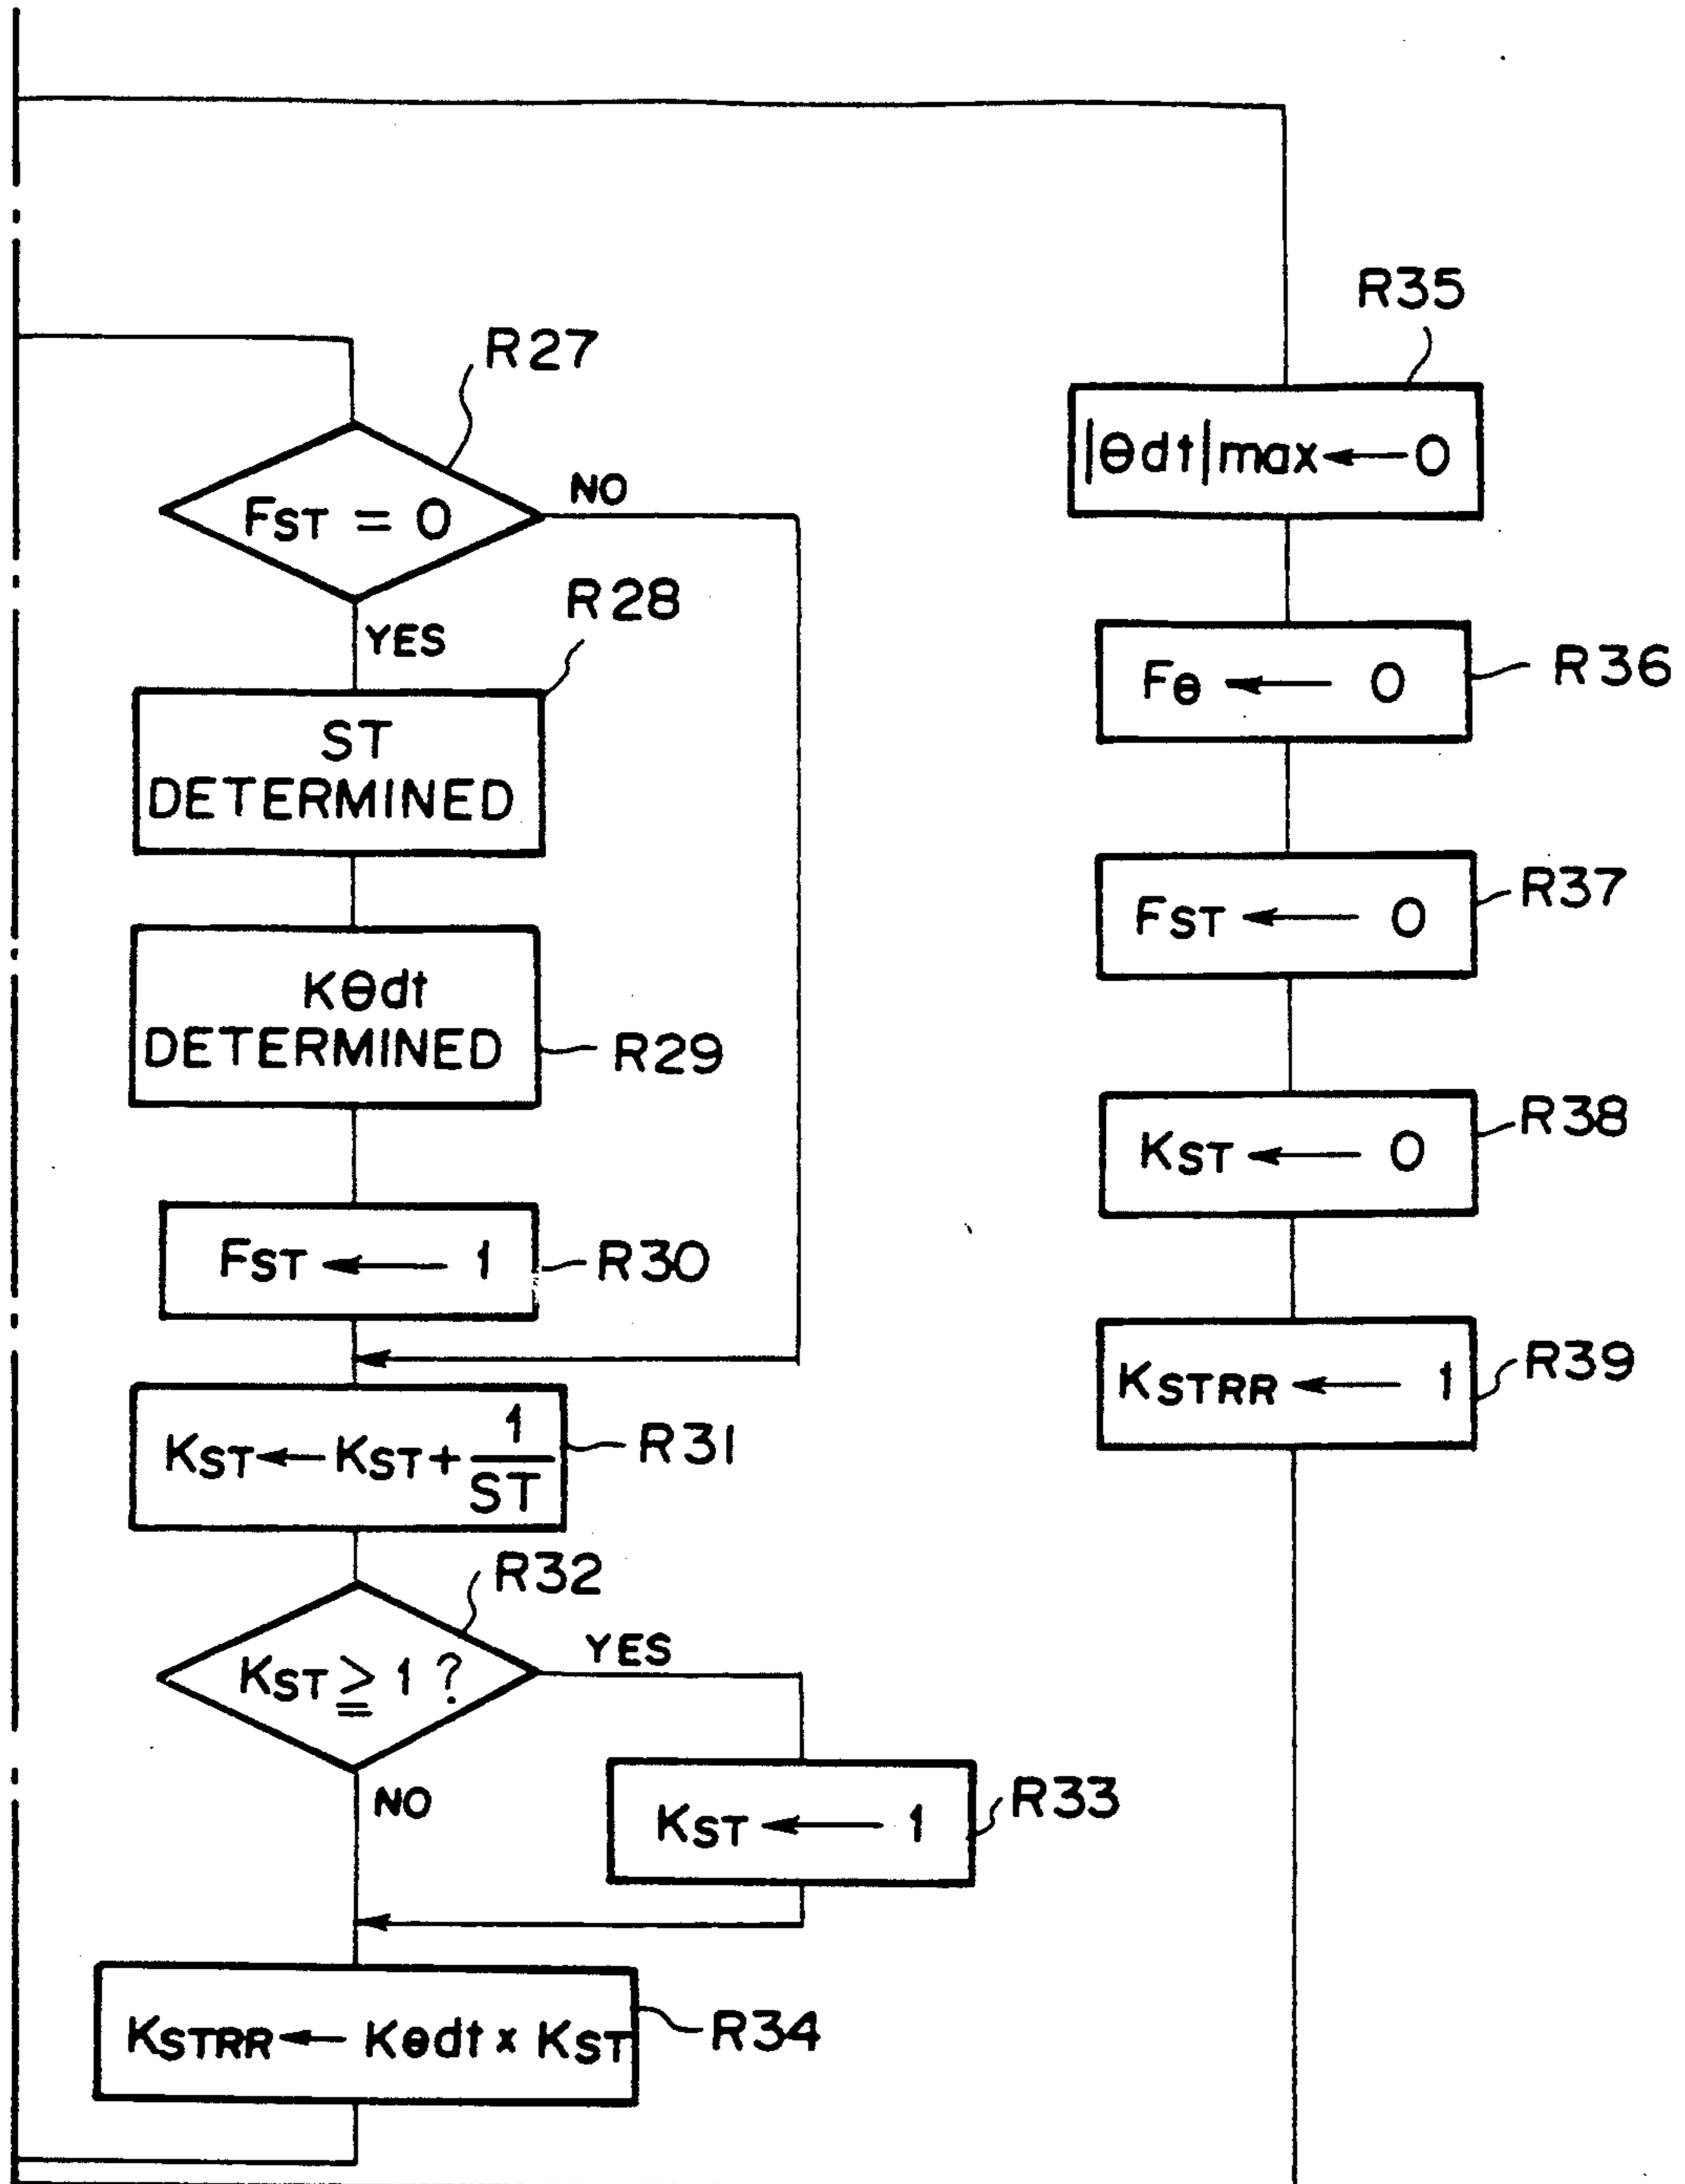 R27
FST = 0
NO
YES
R28
ST
DETERMINED
Kθdt
DETERMINED
R29
FST ← 1
R30
KST ← KST + 1/ST
R31
R32
KST ≧ 1 ?
YES
NO
KST ← 1
R33
KSTRR ← Kθdt x KST
R34
R35
|θdt|max ← 0
Fθ ← 0
R36
FST ← 0
R37
KST ← 0
R38
KSTRR ← 1
R39